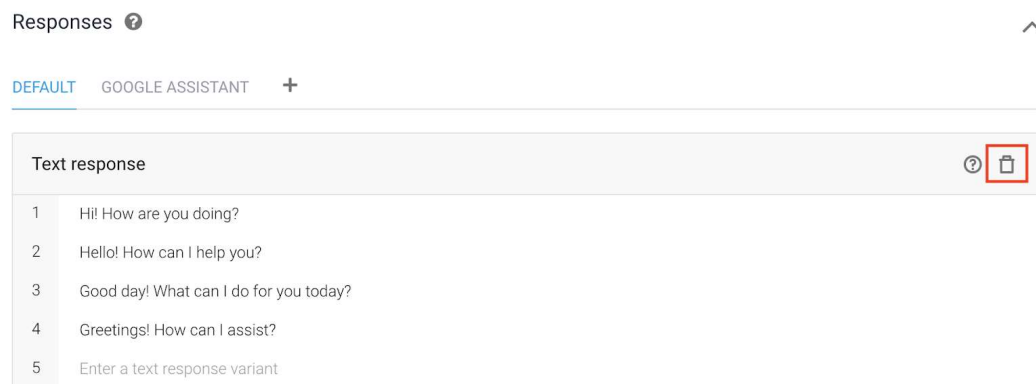 Responses
DEFAULT GOOGLE ASSISTANT +
Text response
1 Hi! How are you doing?
2 Hello! How can I help you?
3 Good day! What can I do for you today?
4 Greetings! How can I assist?
5 Enter a text response variant